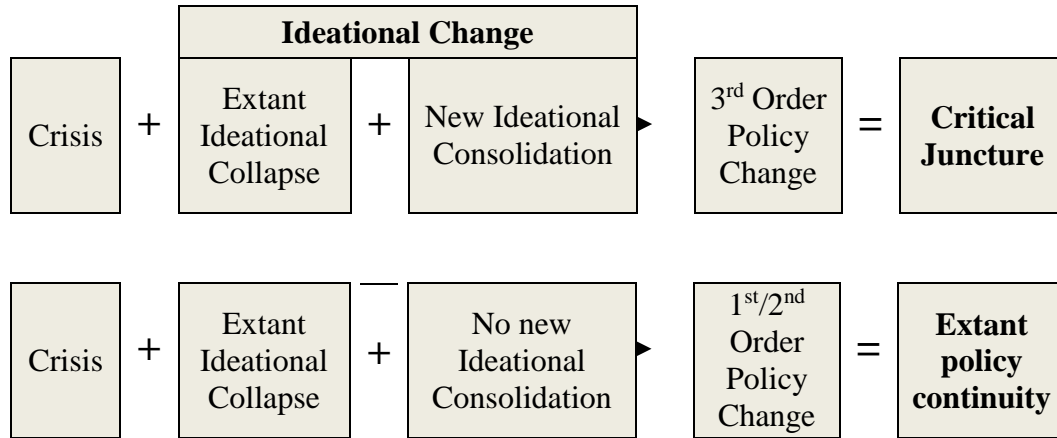 Ideational Change
Crisis
+
Extant
Ideational
Collapse
+
New Ideational
Consolidation
3rd Order
Policy
Change
=
Critical
Juncture
Crisis
+
Extant
Ideational
Collapse
+
No new
Ideational
Consolidation
1st/2nd
Order
Policy
Change
=
Extant
policy
continuity